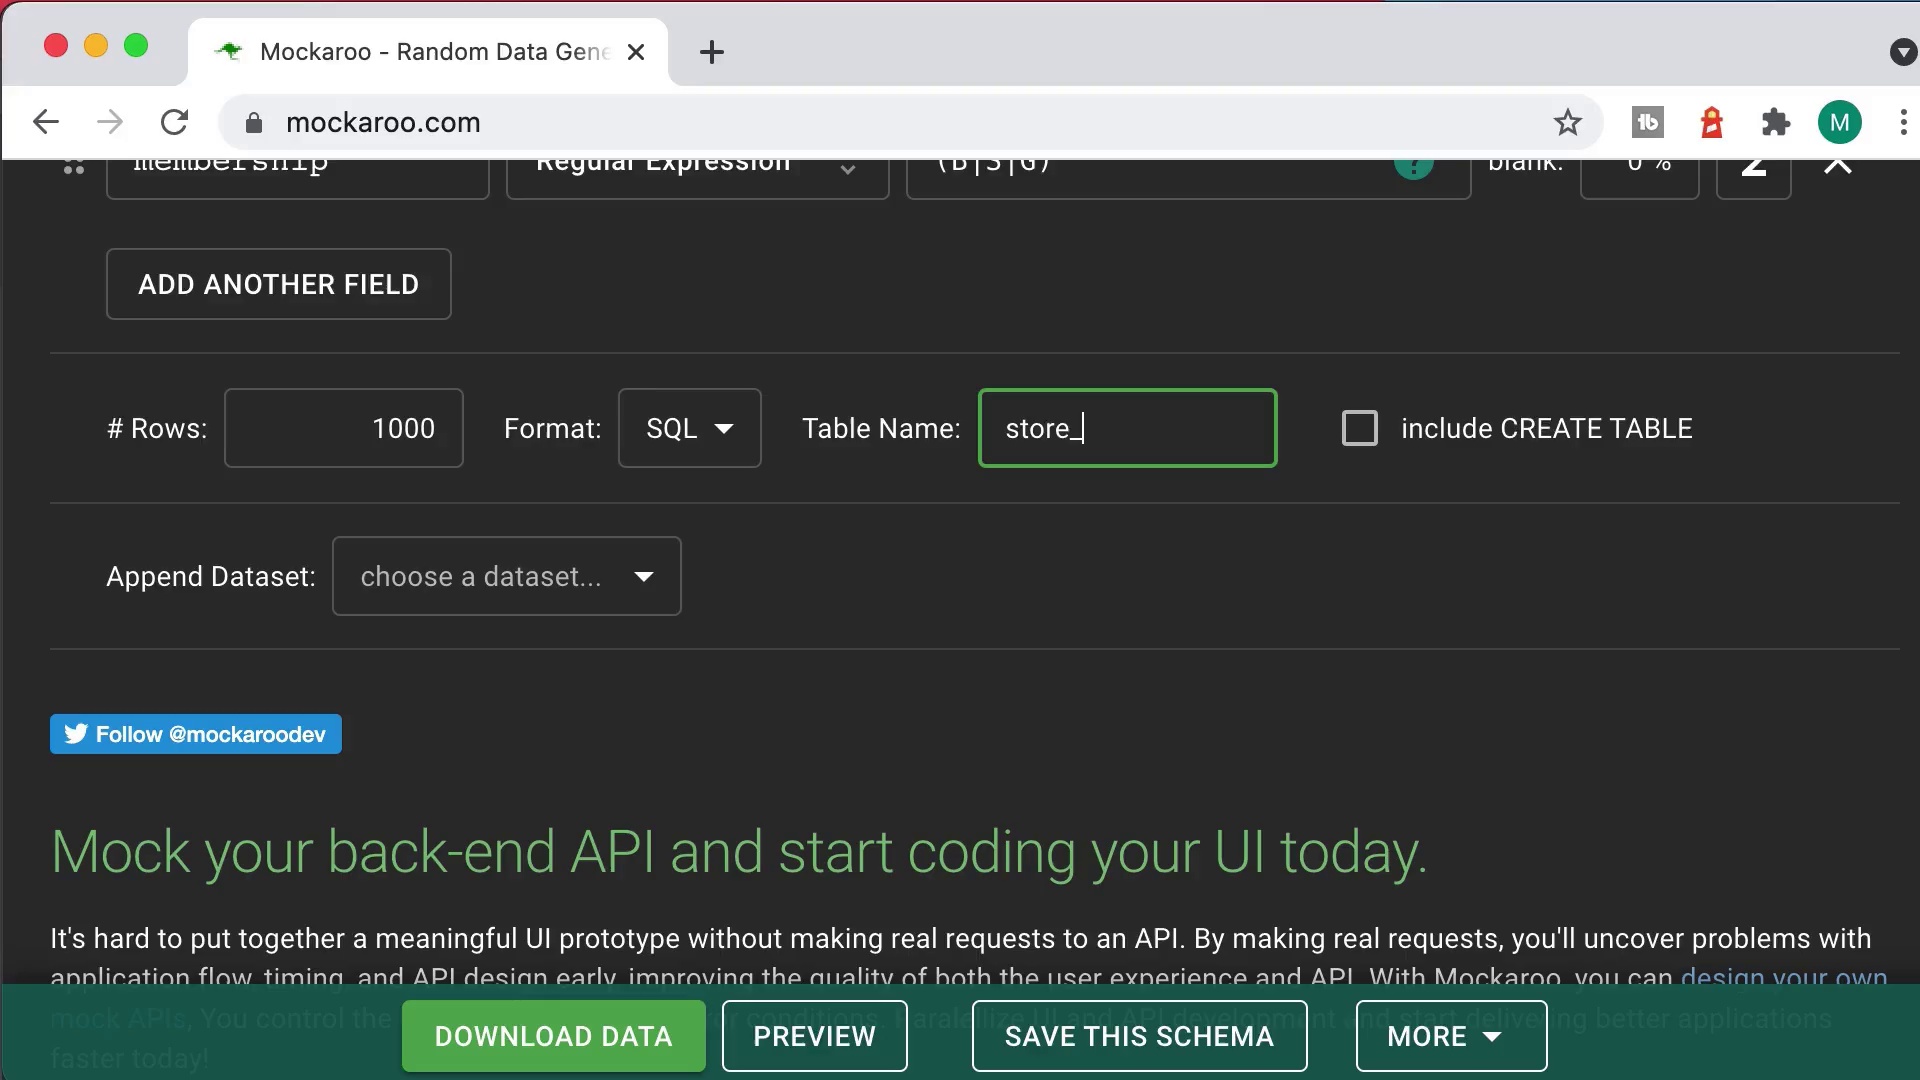 Mockaroo - Random Data Gene
mockaroo.com
membership Regular Expression (B|S|G) ? blank: 0 % Σ
ADD ANOTHER FIELD
# Rows: 1000 Format: SQL Table Name: store_ include CREATE TABLE
Append Dataset: choose a dataset...
Follow @mockaroodev
Mock your back-end API and start coding your UI today.
It's hard to put together a meaningful UI prototype without making real requests to an API. By making real requests, you'll uncover problems with
application flow, timing, and API design early, improving the quality of both the user experience and API. With Mockaroo, you can design your own
mock APIs, You control the conditions. Parallelize UI and API development and start delivering better applications
faster today!
DOWNLOAD DATA PREVIEW SAVE THIS SCHEMA MORE
M